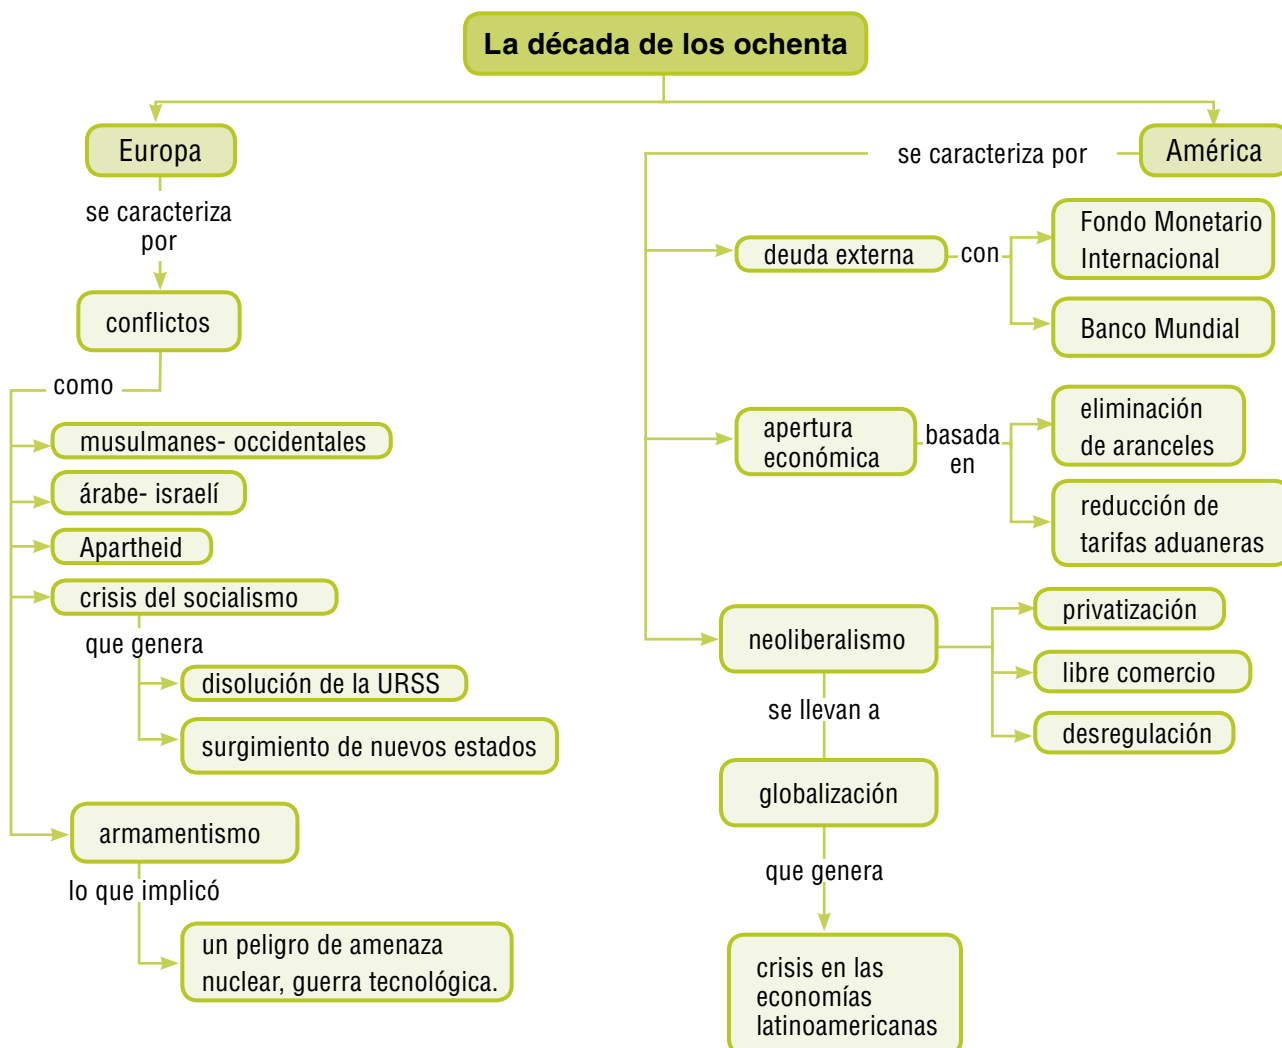 La década de los ochenta
Europa
se caracteriza
por
conflictos
como
musulmanes- occidentales
árabe- israelí
Apartheid
crisis del socialismo
que genera
disolución de la URSS
surgimiento de nuevos estados
armamentismo
lo que implicó
un peligro de amenaza
nuclear, guerra tecnológica.
América
se caracteriza por
deuda externa
con
Fondo Monetario
Internacional
Banco Mundial
apertura
económica
basada
en
eliminación
de aranceles
reducción de
tarifas aduaneras
neoliberalismo
privatización
libre comercio
desregulación
se llevan a
globalización
que genera
crisis en las
economías
latinoamericanas